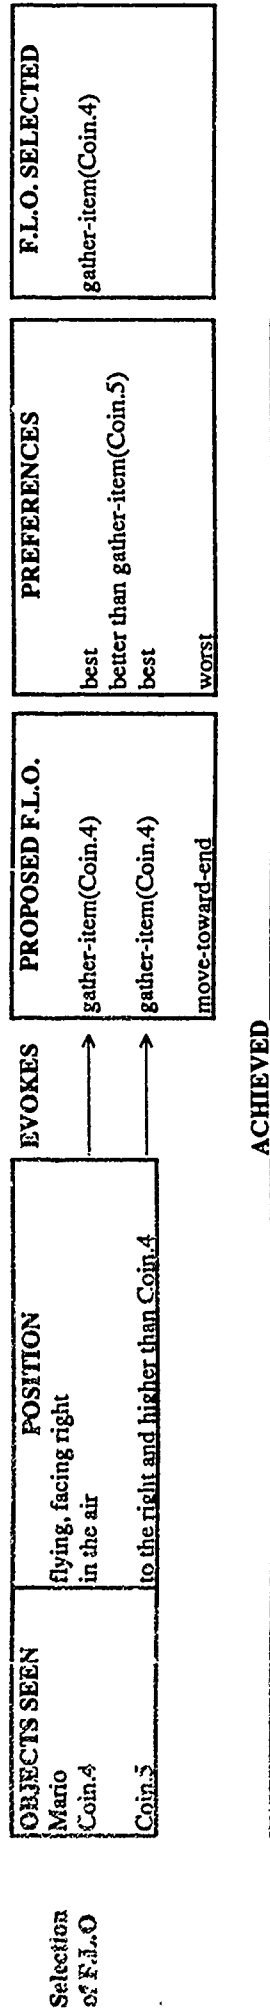 Selection
of F.L.O
OBJECTS SEEN POSITION EVOKES PROPOSED F.L.O. PREFERENCES F.L.O. SELECTED
Mario flying, facing right
Coin.4 in the air gather-item(Coin.4) best gather-item(Coin.4)
better than gather-item(Coin.5)
Coin.5 to the right and higher than Coin.4 gather-item(Coin.4) best
move-toward-end worst
ACHIEVED